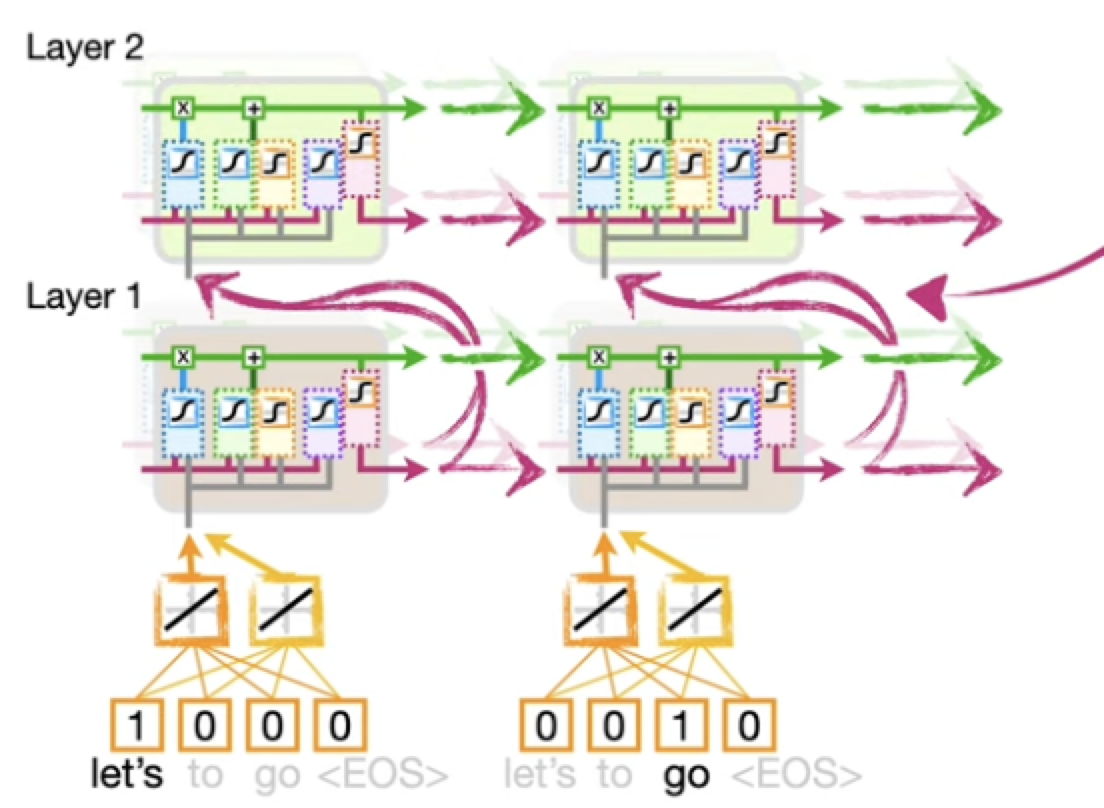 Layer 2
x + x +
Layer 1
x + x +
1 0 0 0 0 0 1 0
let's to go <EOS> let's to go <EOS>